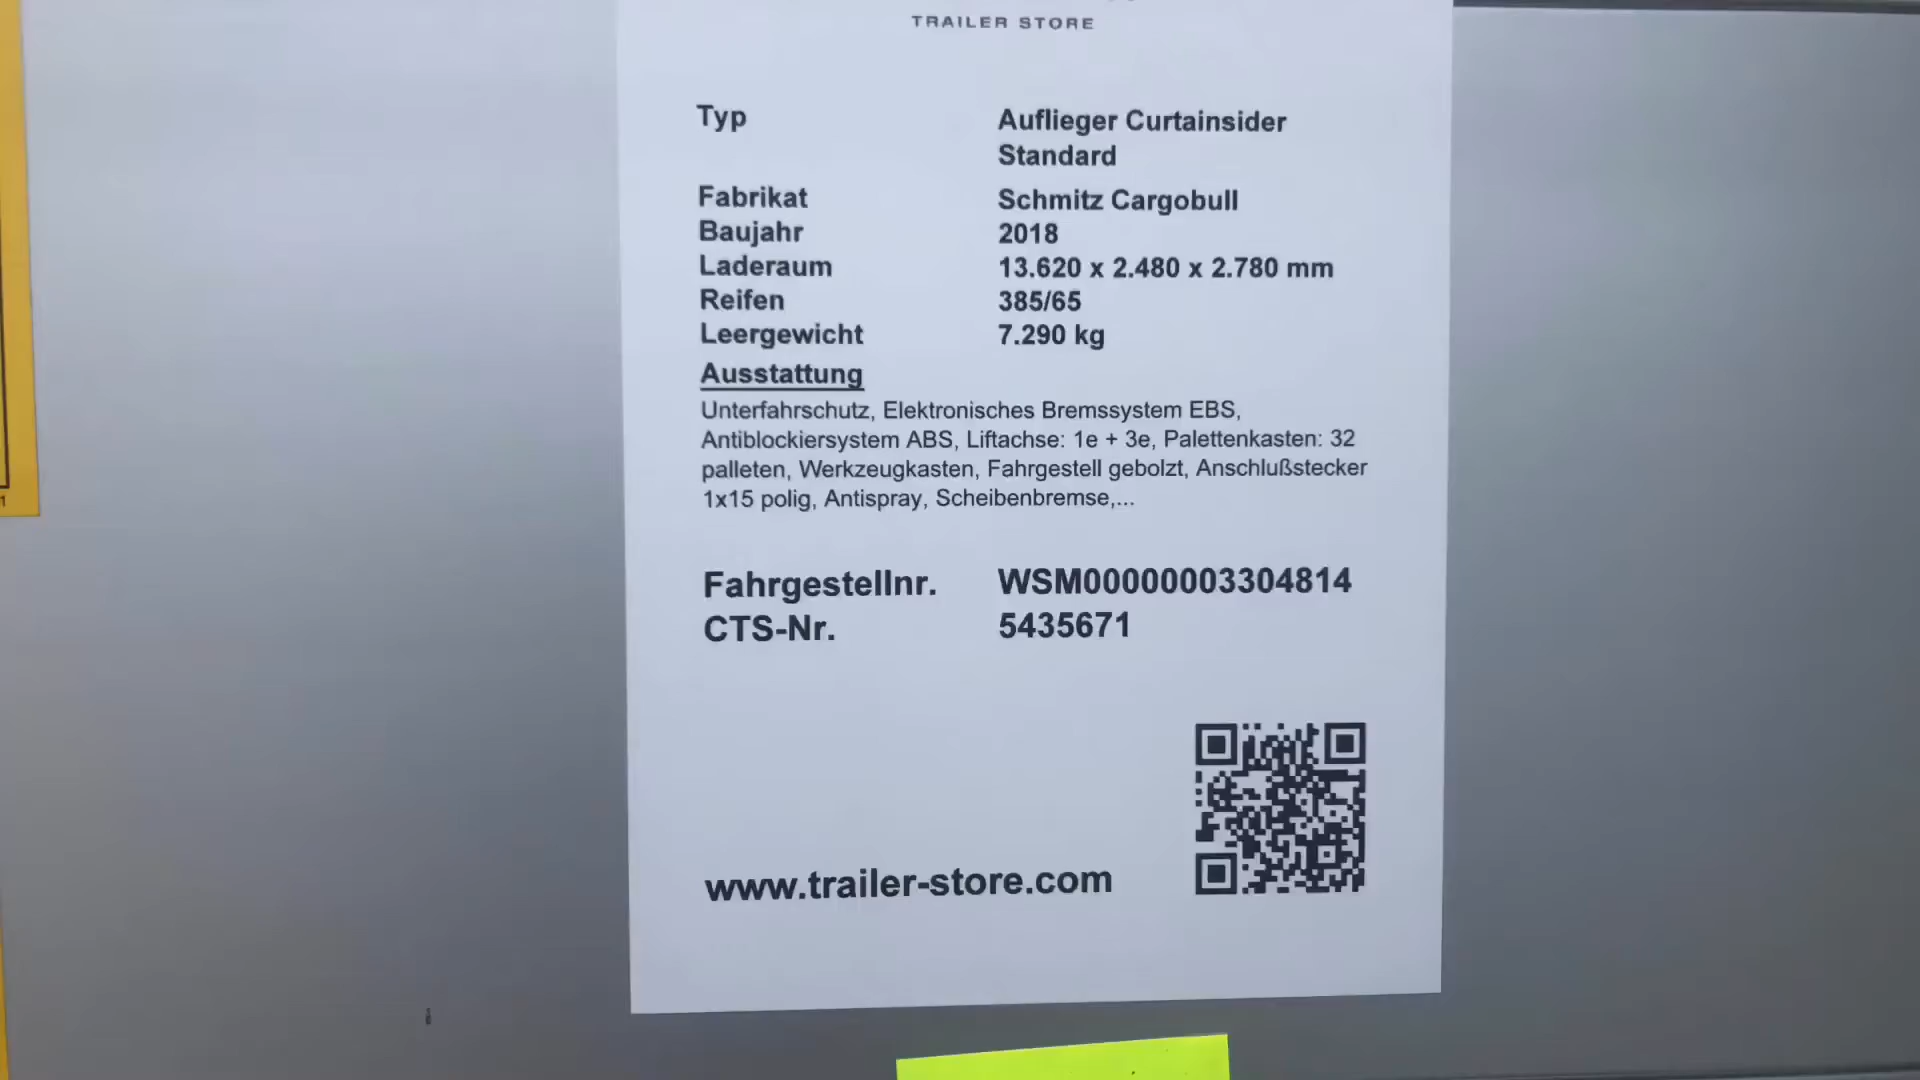 TRAILER STORE
Typ Auflieger Curtainsider
Standard
Fabrikat Schmitz Cargobull
Baujahr 2018
Laderaum 13.620 x 2.480 x 2.780 mm
Reifen 385/65
Leergewicht 7.290 kg
Ausstattung
Unterfahrschutz, Elektronisches Bremssystem EBS,
Antiblockiersystem ABS, Liftachse: 1e + 3e, Palettenkasten: 32
palleten, Werkzeugkasten, Fahrgestell gebolzt, Anschlußstecker
1x15 polig, Antispray, Scheibenbremse,...
Fahrgestellnr. WSM00000003304814
CTS-Nr. 5435671
www.trailer-store.com
1